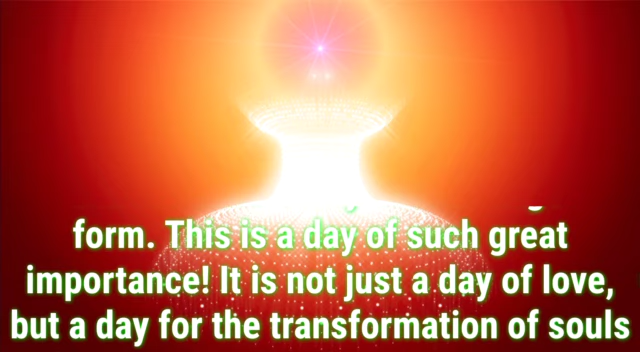 form. This is a day of such great
importance! It is not just a day of love,
but a day for the transformation of souls